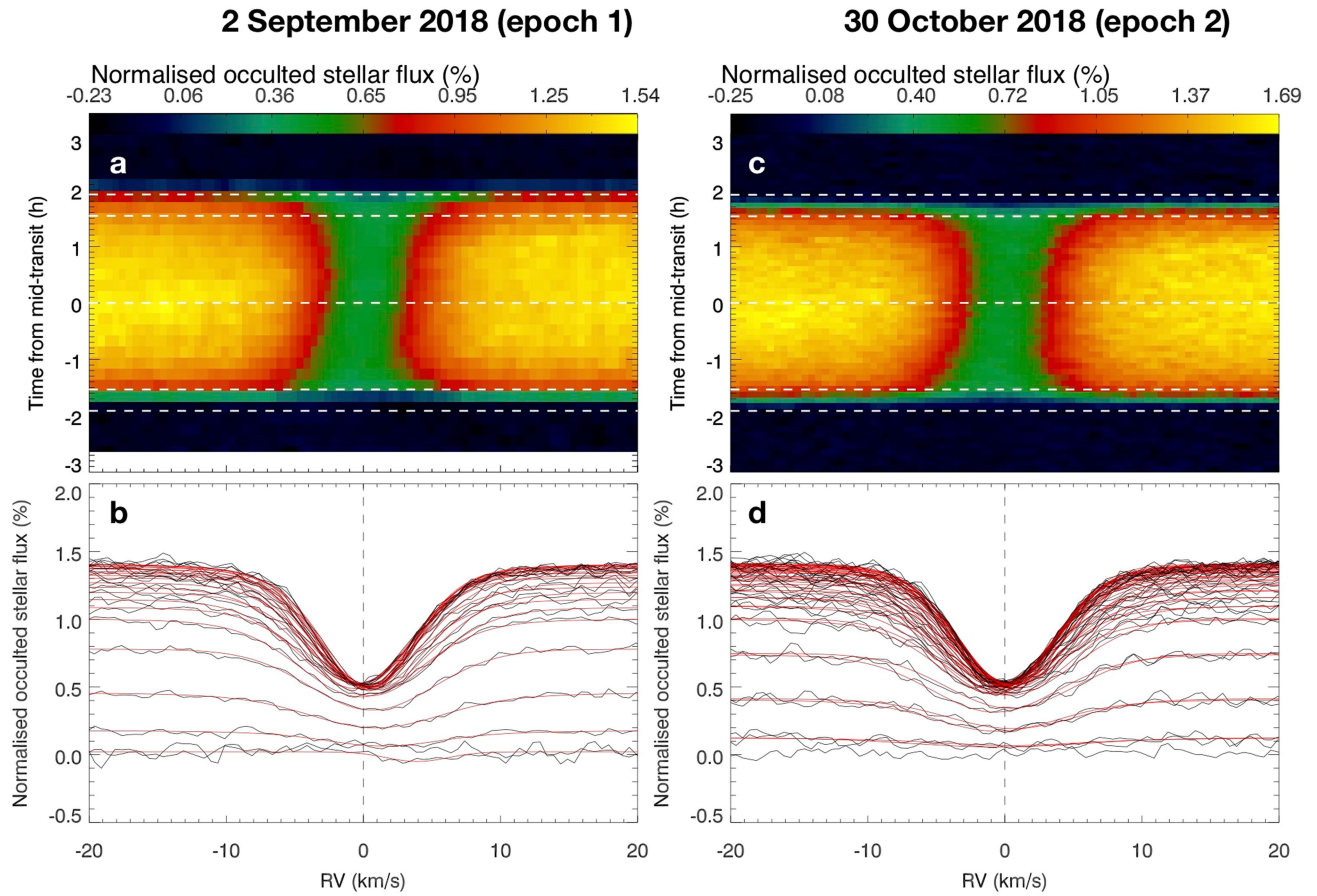 2 September 2018 (epoch 1)
30 October 2018 (epoch 2)
Normalised occulted stellar flux (%)
-0.23 0.06 0.36 0.65 0.95 1.25 1.54
Normalised occulted stellar flux (%)
-0.25 0.08 0.40 0.72 1.05 1.37 1.69
Time from mid-transit (h)
3
2
1
0
-1
-2
-3
a
Time from mid-transit (h)
3
2
1
0
-1
-2
-3
c
Normalised occulted stellar flux (%)
2.0
1.5
1.0
0.5
0.0
-0.5
b
-20 -10 0 10 20
RV (km/s)
Normalised occulted stellar flux (%)
2.0
1.5
1.0
0.5
0.0
-0.5
d
-20 -10 0 10 20
RV (km/s)